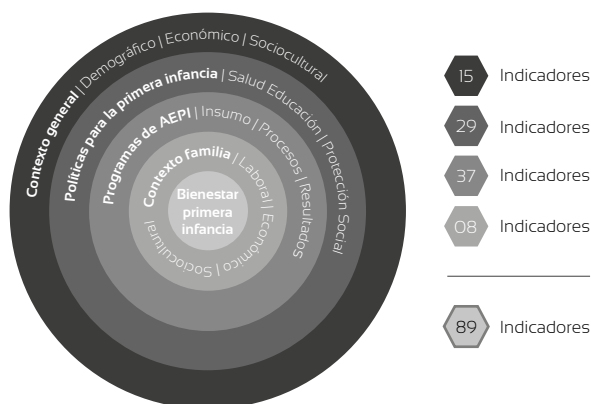 Contexto general | Demográfico | Económico | Sociocultural
Políticas para la primera infancia | Salud Educación | Protección Social
Programas de AEPI | Insumo | Procesos | Resultados
Contexto familia | Laboral | Económico | Sociocultural
Bienestar
primera
infancia
15 Indicadores
29 Indicadores
37 Indicadores
08 Indicadores
89 Indicadores